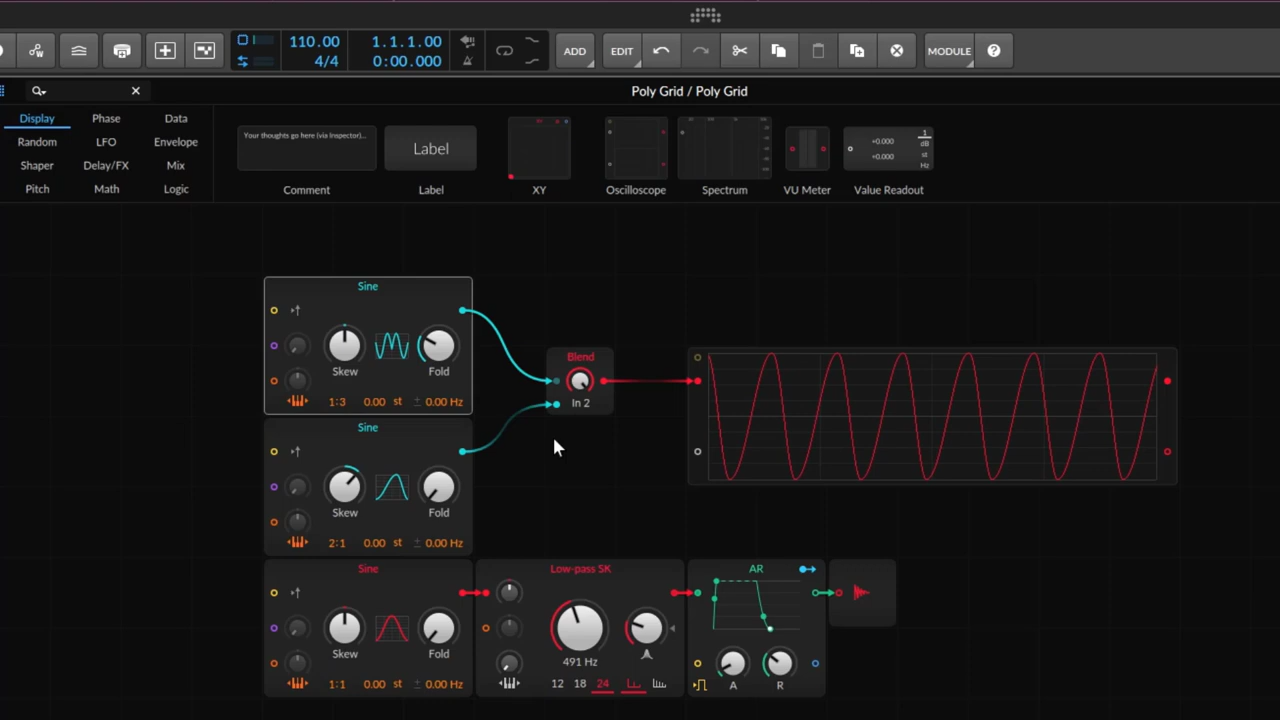 110.00 1.1.1.00
4/4 0:00.000
ADD EDIT MODULE ?
Poly Grid / Poly Grid
Display Phase Data
Random LFO Envelope
Shaper Delay/FX Mix
Pitch Math Logic
Your thoughts go here (via Inspector)...
Label
+0.000
+0.000
1
dB
st
Hz
Comment Label XY Oscilloscope Spectrum VU Meter Value Readout
Sine
Skew Fold
1:3 0.00 st ± 0.00 Hz
Blend
In 2
Sine
Skew Fold
2:1 0.00 st ± 0.00 Hz
Sine
Skew Fold
1:1 0.00 st ± 0.00 Hz
Low-pass SK
491 Hz
12 18 24
AR
A R